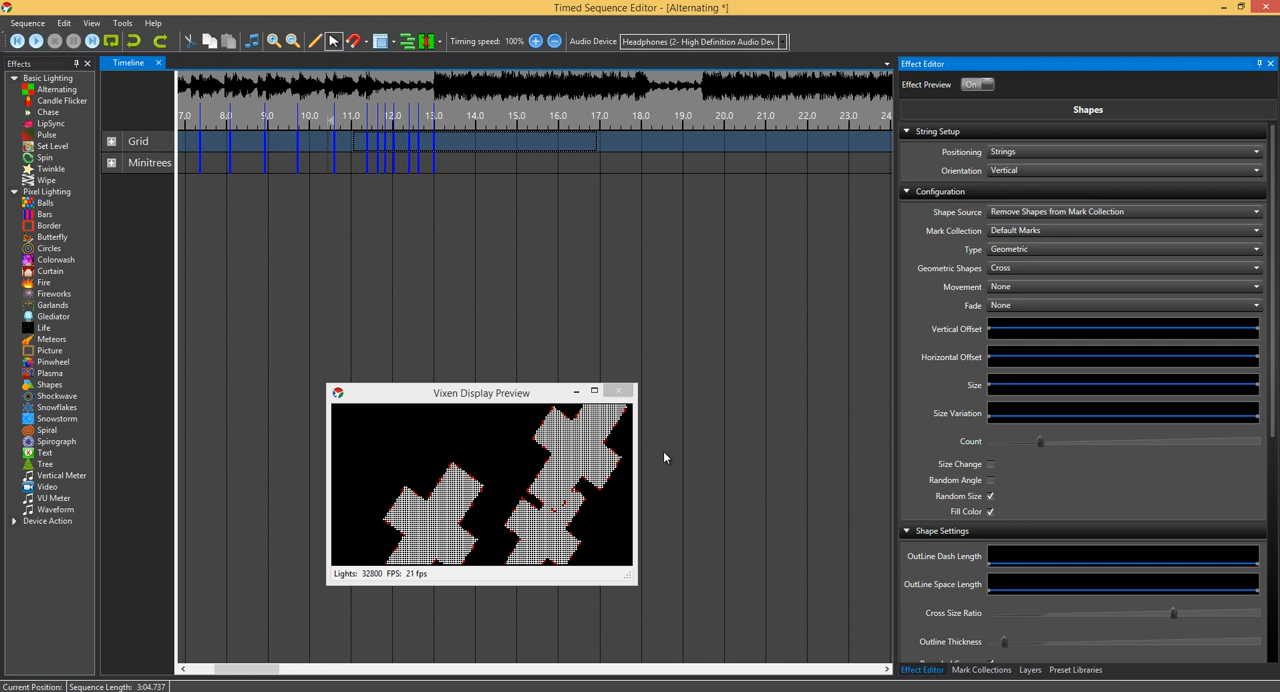 Timed Sequence Editor - [Alternating *]
Sequence Edit View Tools Help
Timing speed: 100% Audio Device Headphones (2- High Definition Audio Dev
Effects
Basic Lighting
Alternating
Candle Flicker
Chase
LipSync
Pulse
Set Level
Spin
Twinkle
Wipe
Pixel Lighting
Balls
Bars
Border
Butterfly
Circles
Colorwash
Curtain
Fire
Fireworks
Garlands
Glediator
Life
Meteors
Picture
Pinwheel
Plasma
Shapes
Shockwave
Snowflakes
Snowstorm
Spiral
Spirograph
Text
Tree
Vertical Meter
Video
VU Meter
Waveform
Device Action
Timeline
7.0 8.0 9.0 10.0 11.0 12.0 13.0 14.0 15.0 16.0 17.0 18.0 19.0 20.0 21.0 22.0 23.0 24
Grid
Minitrees
Vixen Display Preview
Lights: 32800 FPS: 21 fps
Effect Editor
Effect Preview On
Shapes
String Setup
Positioning Strings
Orientation Vertical
Configuration
Shape Source Remove Shapes from Mark Collection
Mark Collection Default Marks
Type Geometric
Geometric Shapes Cross
Movement None
Fade None
Vertical Offset
Horizontal Offset
Size
Size Variation
Count
Size Change
Random Angle
Random Size
Fill Color
Shape Settings
OutLine Dash Length
OutLine Space Length
Cross Size Ratio
Outline Thickness
Effect Editor Mark Collections Layers Preset Libraries
Current Position: Sequence Length: 3:04.737